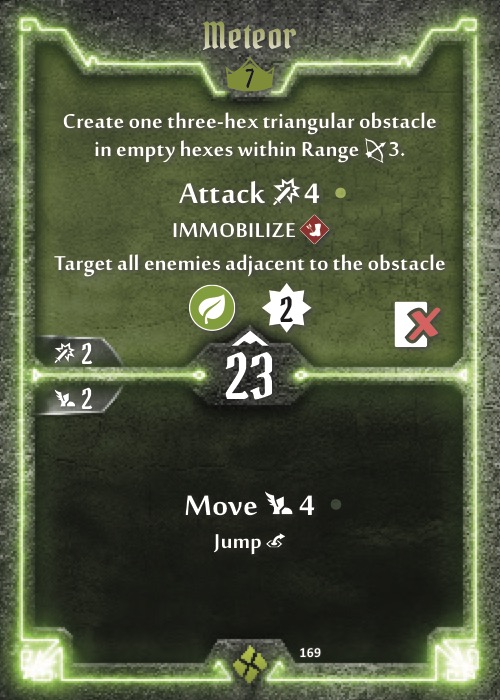 Meteor
7
Create one three-hex triangular obstacle
in empty hexes within Range 3.
Attack 4
IMMOBILIZE
Target all enemies adjacent to the obstacle
2
2
23
2
Move 4
Jump
169